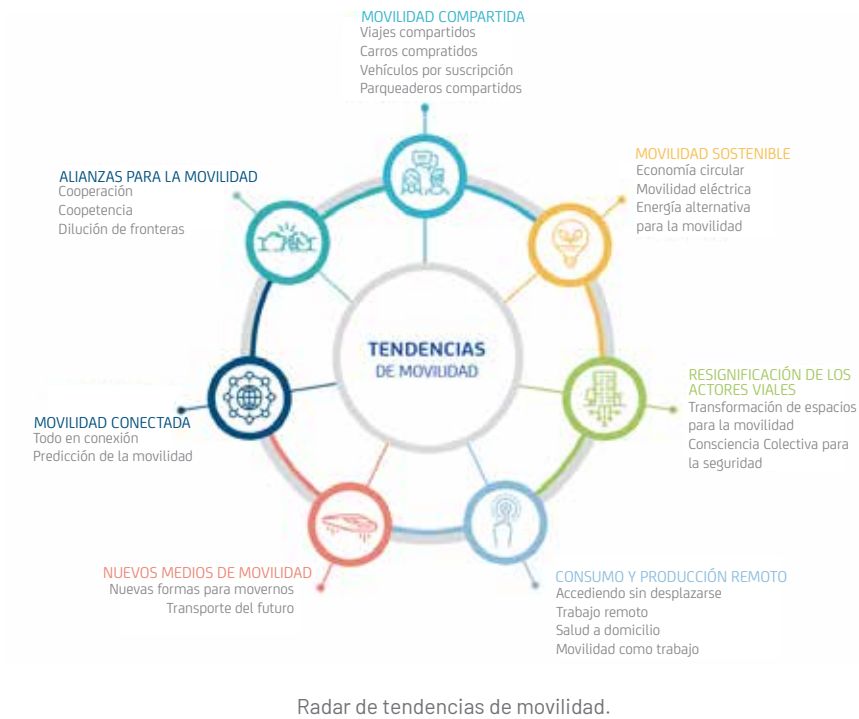 MOVILIDAD COMPARTIDA
Viajes compartidos
Carros compratidos
Vehículos por suscripción
Parqueaderos compartidos
MOVILIDAD SOSTENIBLE
Economía circular
Movilidad eléctrica
Energía alternativa
para la movilidad
ALIANZAS PARA LA MOVILIDAD
Cooperación
Coopetencia
Dilución de fronteras
TENDENCIAS
DE MOVILIDAD
RESIGNIFICACIÓN DE LOS
ACTORES VIALES
Transformación de espacios
para la movilidad
Consciencia Colectiva para
la seguridad
MOVILIDAD CONECTADA
Todo en conexión
Predicción de la movilidad
NUEVOS MEDIOS DE MOVILIDAD
Nuevas formas para movernos
Transporte del futuro
CONSUMO Y PRODUCCIÓN REMOTO
Accediendo sin desplazarse
Trabajo remoto
Salud a domicilio
Movilidad como trabajo
Radar de tendencias de movilidad.